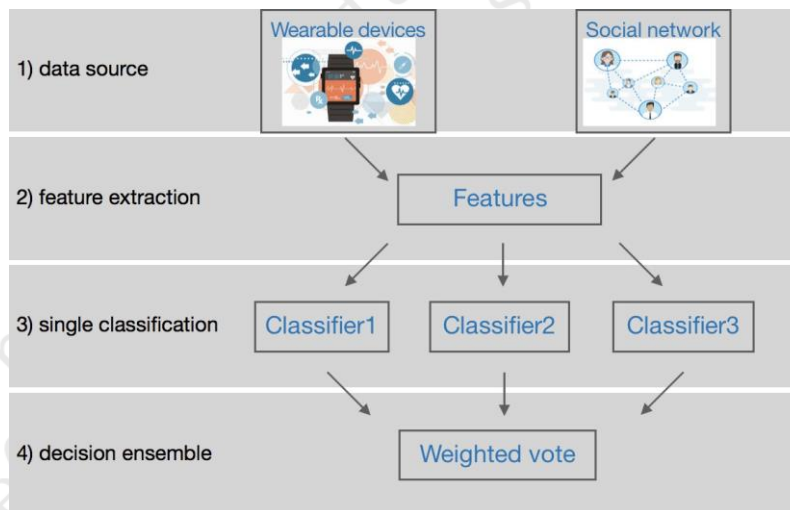 Wearable devices
Social network
1) data source
2) feature extraction
Features
3) single classification
Classifier1
Classifier2
Classifier3
4) decision ensemble
Weighted vote